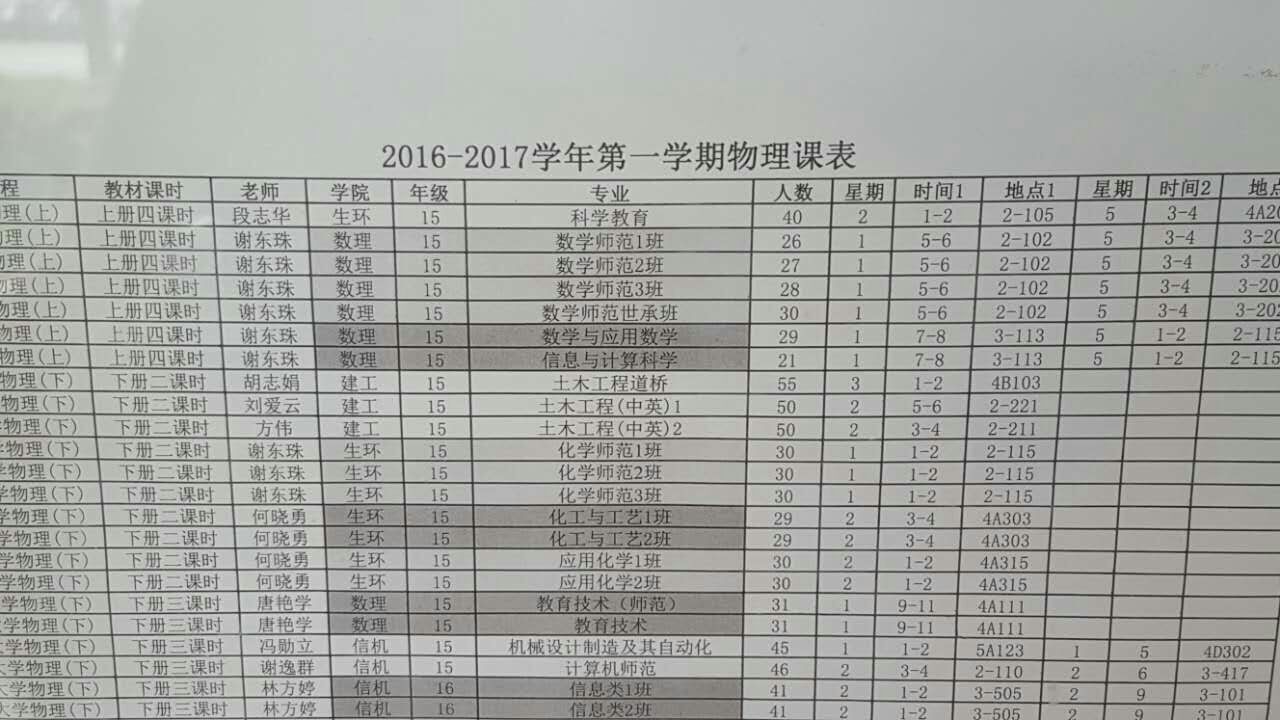 2016-2017学年第一学期物理课表
程 教材课时 老师 学院 年级 专业 人数 星期 时间1 地点1 星期 时间2 地点
物理(上) 上册四课时 段志华 生环 15 科学教育 40 2 1-2 2-105 5 3-4 4A20
物理(上) 上册四课时 谢东珠 数理 15 数学师范1班 26 1 5-6 2-102 5 3-4 3-20
物理(上) 上册四课时 谢东珠 数理 15 数学师范2班 27 1 5-6 2-102 5 3-4 3-20
物理(上) 上册四课时 谢东珠 数理 15 数学师范3班 28 1 5-6 2-102 5 3-4 3-20
物理(上) 上册四课时 谢东珠 数理 15 数学师范世承班 30 1 5-6 2-102 5 3-4 3-202
物理(上) 上册四课时 谢东珠 数理 15 数学与应用数学 29 1 7-8 3-113 5 1-2 2-115
物理(上) 上册四课时 谢东珠 数理 15 信息与计算科学 21 1 7-8 3-113 5 1-2 2-115
物理(下) 下册二课时 胡志娟 建工 15 土木工程道桥 55 3 1-2 4B103
物理(下) 下册二课时 刘爱云 建工 15 土木工程(中英)1 50 2 5-6 2-221
学物理(下) 下册二课时 方伟 建工 15 土木工程(中英)2 50 2 3-4 2-211
学物理(下) 下册二课时 谢东珠 生环 15 化学师范1班 30 1 1-2 2-115
学物理(下) 下册二课时 谢东珠 生环 15 化学师范2班 30 1 1-2 2-115
学物理(下) 下册二课时 谢东珠 生环 15 化学师范3班 30 1 1-2 2-115
学物理(下) 下册二课时 何晓勇 生环 15 化工与工艺1班 29 2 3-4 4A303
学物理(下) 下册二课时 何晓勇 生环 15 化工与工艺2班 29 2 3-4 4A303
学物理(下) 下册二课时 何晓勇 生环 15 应用化学1班 30 2 1-2 4A315
学物理(下) 下册二课时 何晓勇 生环 15 应用化学2班 30 2 1-2 4A315
学物理(下) 下册三课时 唐艳学 数理 15 教育技术（师范） 31 1 9-11 4A111
大学物理(下) 下册三课时 唐艳学 数理 15 教育技术 31 1 9-11 4A111
大学物理(下) 下册三课时 冯勋立 信机 15 机械设计制造及其自动化 45 1 1-2 5A123 1 5 4D302
大学物理(下) 下册三课时 谢逸群 信机 15 计算机师范 46 2 3-4 2-110 2 6 3-417
大学物理(下) 下册三课时 林方婷 信机 16 信息类1班 41 2 1-2 3-505 2 9 3-101
大学物理(下) 下册三课时 林方婷 信机 16 信息类2班 41 2 1-2 3-505 2 9 3-101